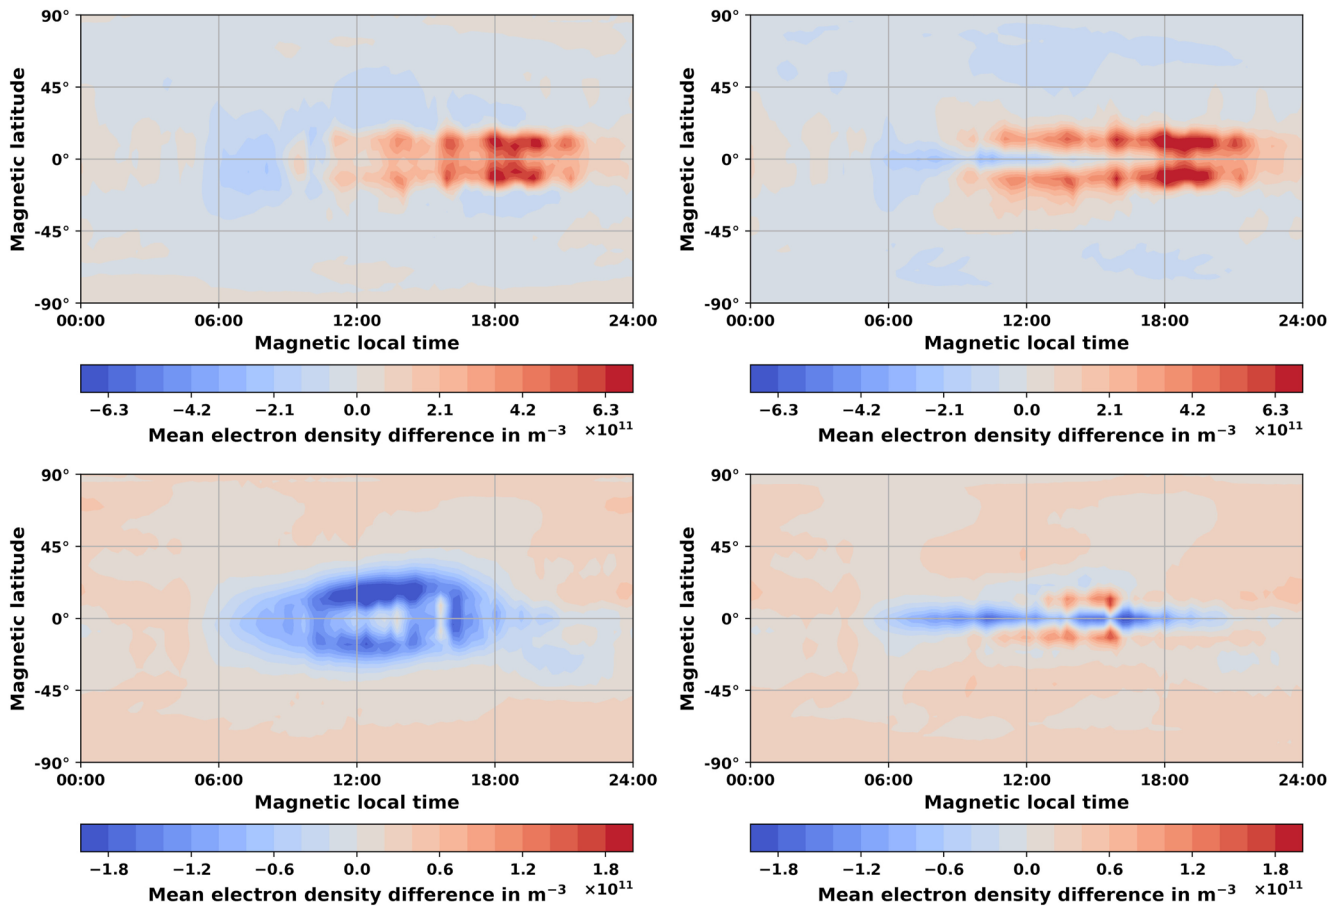 90° 90°
45° 45°
0° 0°
-45° -45°
-90° -90°
Magnetic latitude Magnetic latitude
00:00 06:00 12:00 18:00 24:00 00:00 06:00 12:00 18:00 24:00
Magnetic local time Magnetic local time
−6.3 −4.2 −2.1 0.0 2.1 4.2 6.3 −6.3 −4.2 −2.1 0.0 2.1 4.2 6.3
Mean electron density difference in m⁻³ ×10¹¹ Mean electron density difference in m⁻³ ×10¹¹
90° 90°
45° 45°
0° 0°
-45° -45°
-90° -90°
Magnetic latitude Magnetic latitude
00:00 06:00 12:00 18:00 24:00 00:00 06:00 12:00 18:00 24:00
Magnetic local time Magnetic local time
−1.8 −1.2 −0.6 0.0 0.6 1.2 1.8 −1.8 −1.2 −0.6 0.0 0.6 1.2 1.8
Mean electron density difference in m⁻³ ×10¹¹ Mean electron density difference in m⁻³ ×10¹¹